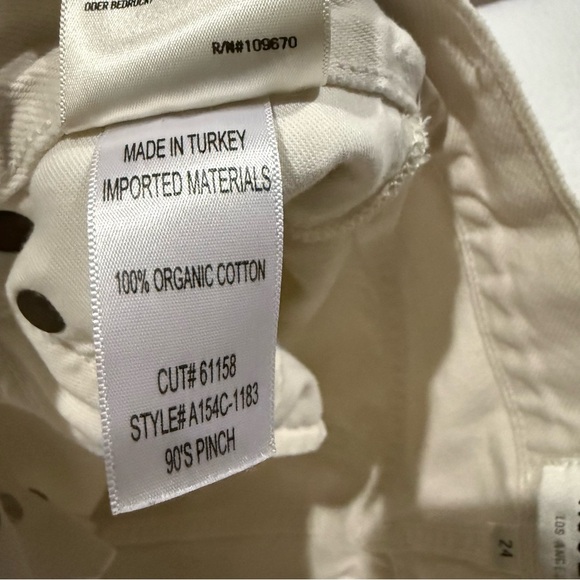 ODER BEDRUCKT
R/N#109670
MADE IN TURKEY
IMPORTED MATERIALS
100% ORGANIC COTTON
CUT# 61158
STYLE# A154C-1183
90'S PINCH
24
LOS ANGEL